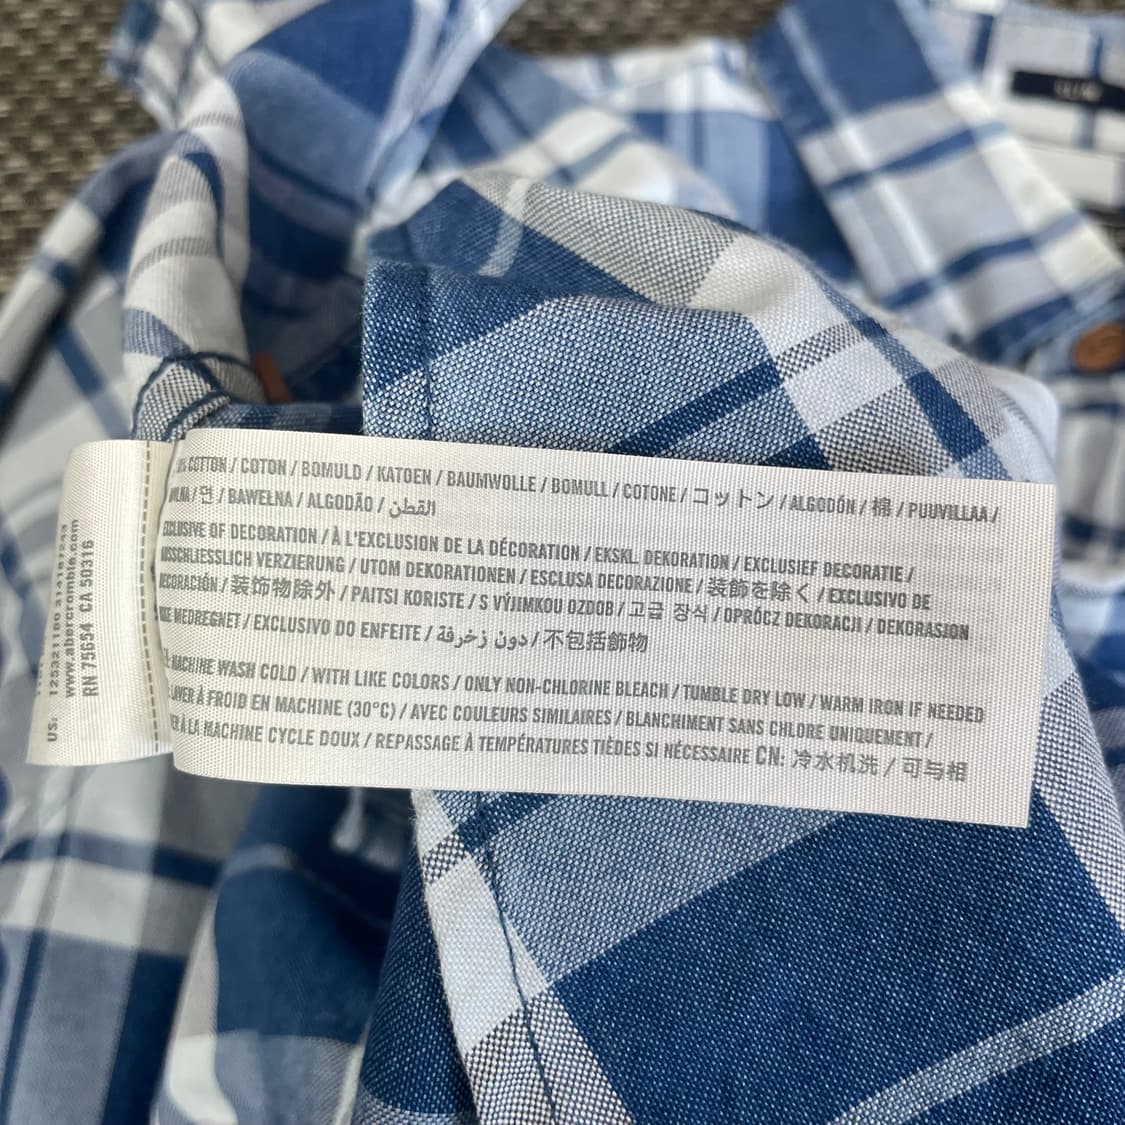 COTTON / COTON / BOMULD / KATOEN / BAUMWOLLE / BOMULL / COTONE / コットン / ALGODÓN / 棉 / PUUVILLAA /
/ 면 / BAWEŁNA / ALGODÃO / القطن
EXCLUSIVE OF DECORATION / À L'EXCLUSION DE LA DÉCORATION / EKSKL. DEKORATION / EXCLUSIEF DECORATIE /
AUSSCHLIESSLICH VERZIERUNG / UTOM DEKORATIONEN / ESCLUSA DECORAZIONE / 装飾を除く / EXCLUSIVO DE
DECORACIÓN / 装饰物除外 / PAITSI KORISTE / S VÝJIMKOU OZDOB / 고급 장식 / OPRÓCZ DEKORACJI / DEKORASJON
MEDREGNET / EXCLUSIVO DO ENFEITE / دون زخرفة / 不包括飾物
MACHINE WASH COLD / WITH LIKE COLORS / ONLY NON-CHLORINE BLEACH / TUMBLE DRY LOW / WARM IRON IF NEEDED
LAVER À FROID EN MACHINE (30°C) / AVEC COULEURS SIMILAIRES / BLANCHIMENT SANS CHLORE UNIQUEMENT /
À LA MACHINE CYCLE DOUX / REPASSAGE À TEMPÉRATURES TIÈDES SI NÉCESSAIRE CN: 冷水机洗 / 可与相
US:
www.abercrombie.com
RN 75654 CA 50316